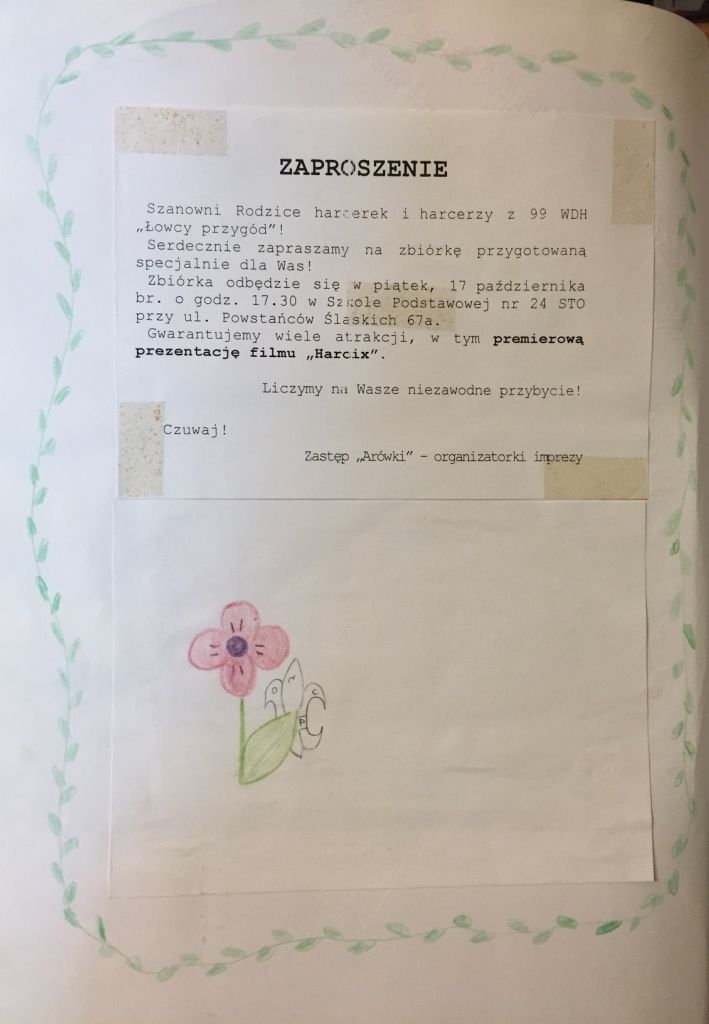 ZAPROSZENIE
Szanowni Rodzice harcerek i harcerzy z 99 WDH
„Łowcy przygód”!
Serdecznie zapraszamy na zbiórkę przygotowaną
specjalnie dla Was!
Zbiórka odbędzie się w piątek, 17 października
br. o godz. 17.30 w Szkole Podstawowej nr 24 STO
przy ul. Powstańców Śląskich 67a.
Gwarantujemy wiele atrakcji, w tym premierową
prezentację filmu „Harcix”.
Liczymy na Wasze niezawodne przybycie!
Czuwaj!
Zastęp „Arówki” – organizatorki imprezy
O N C
P